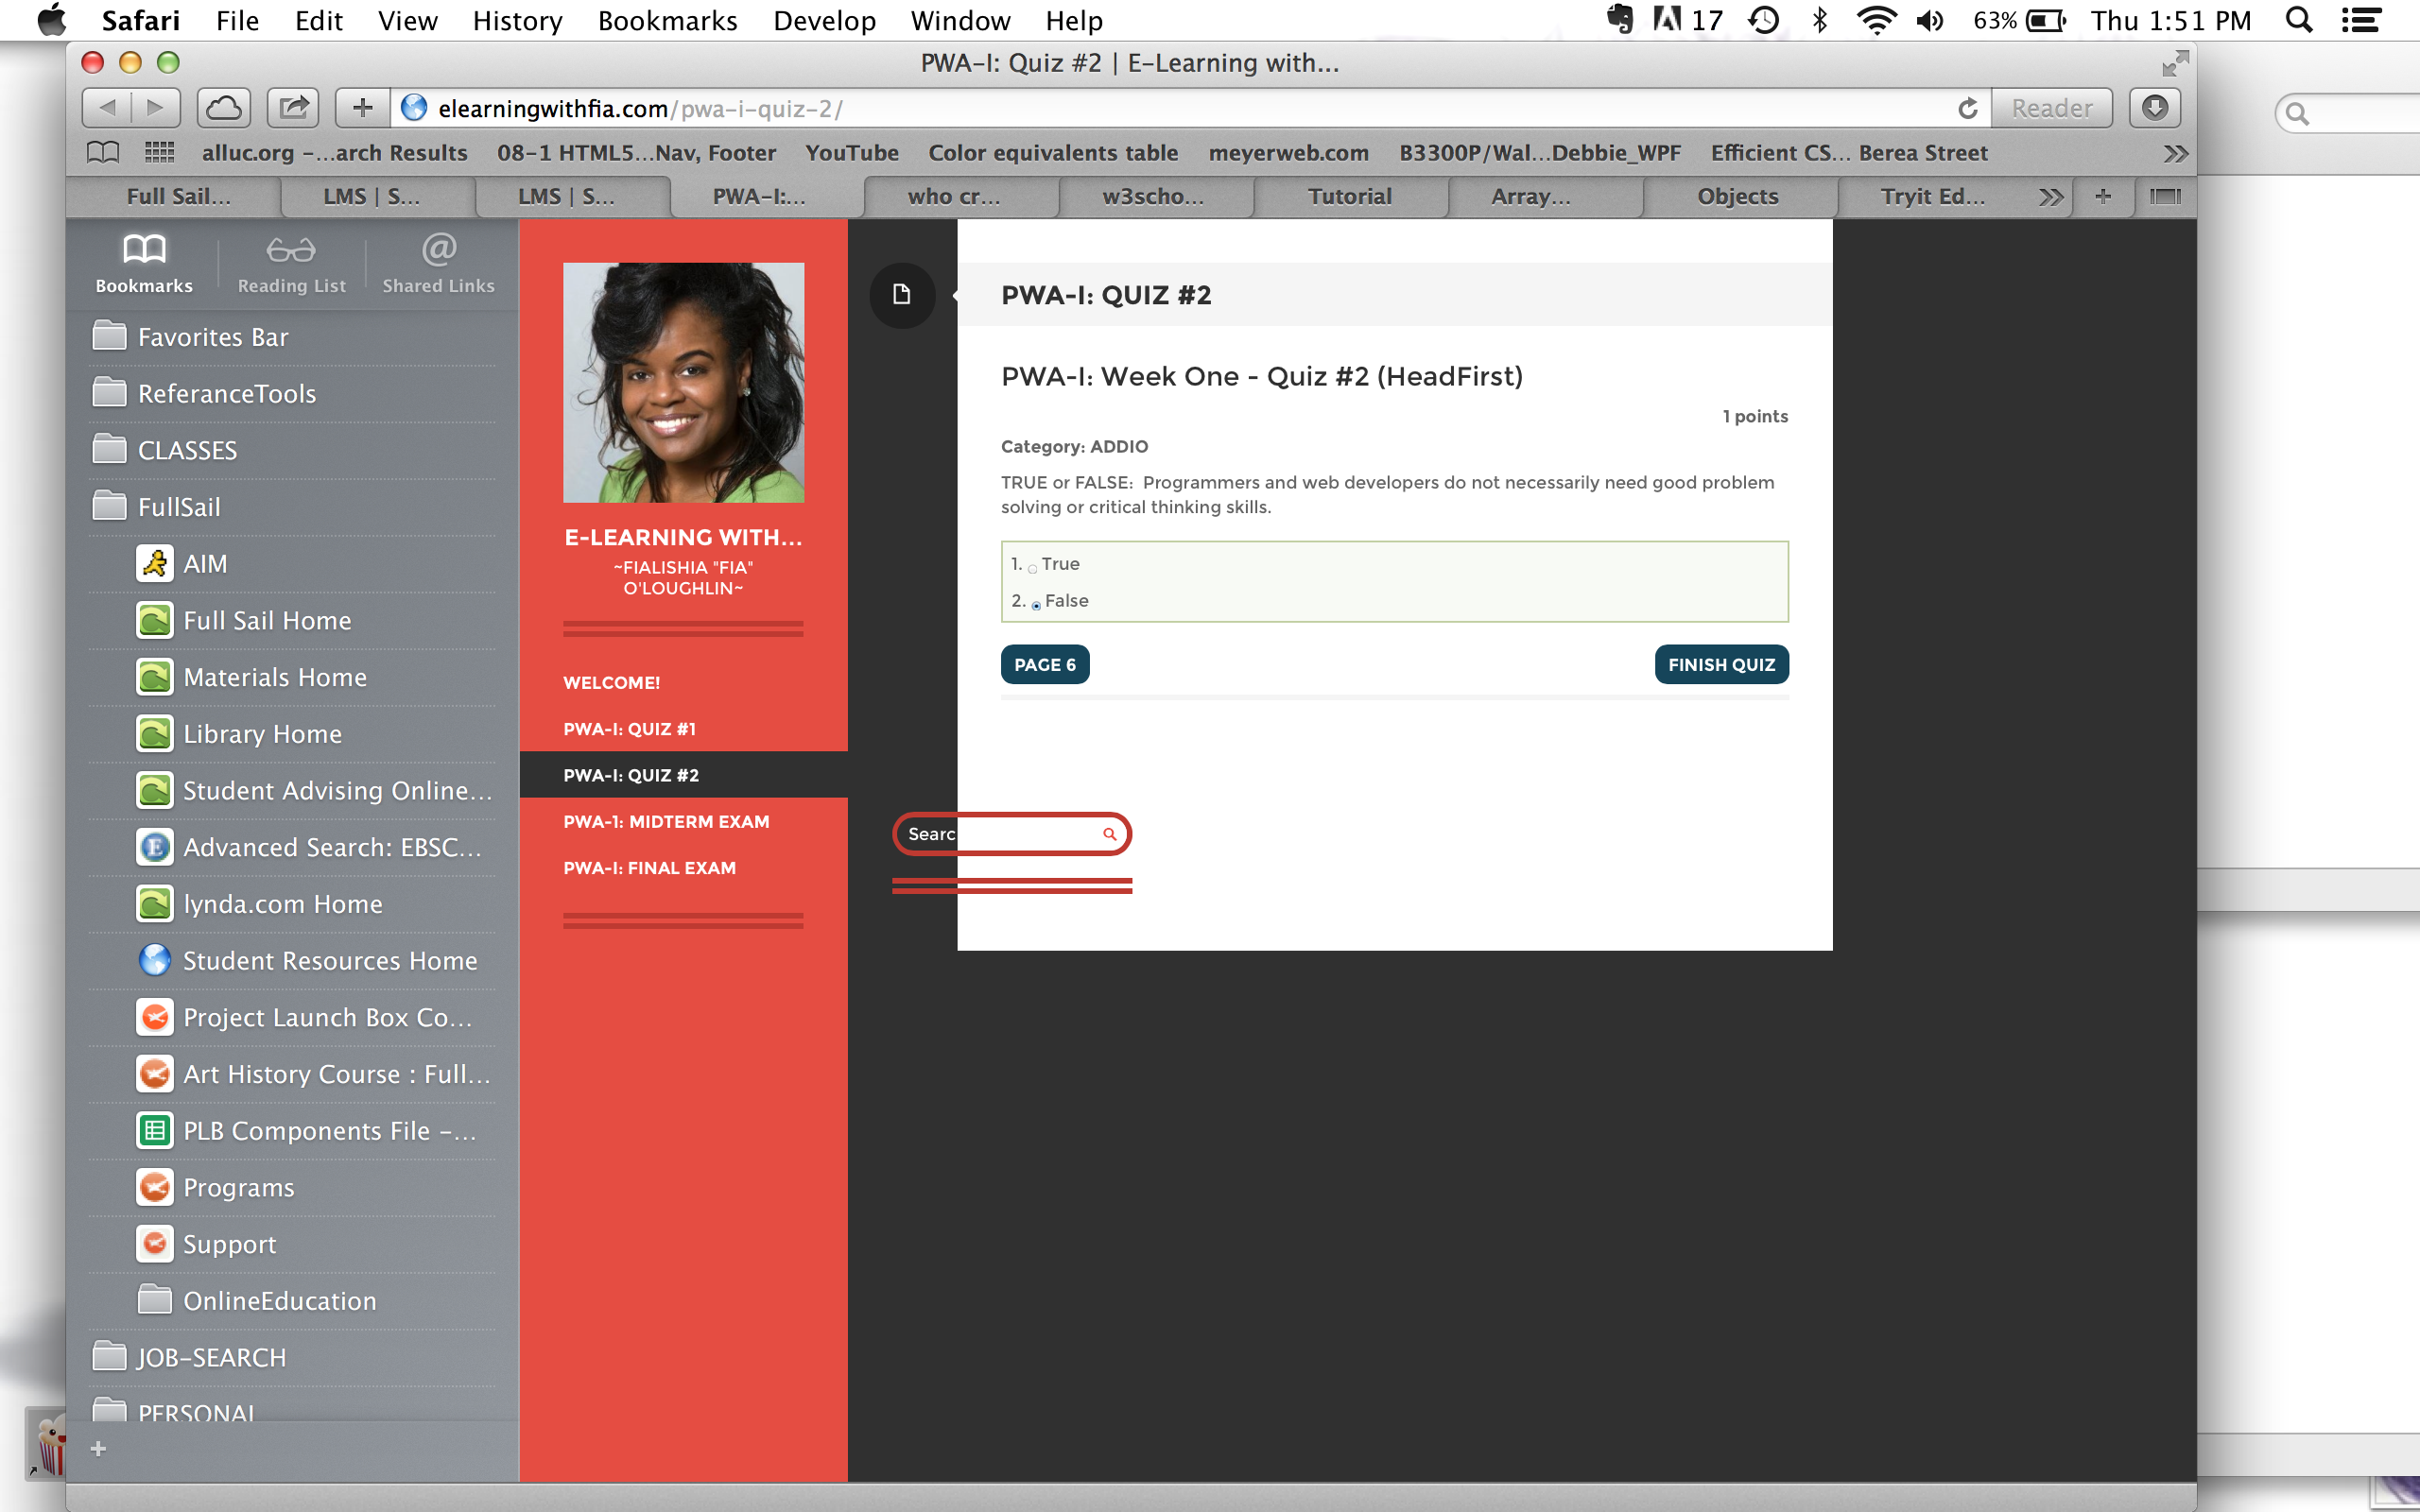 Safari File Edit View History Bookmarks Develop Window Help 17 63% Thu 1:51 PM
PWA-I: Quiz #2 | E-Learning with...
elearningwithfia.com/pwa-i-quiz-2/ Reader
alluc.org -...arch Results 08-1 HTML5...Nav, Footer YouTube Color equivalents table meyerweb.com B3300P/Wal...Debbie_WPF Efficient CS... Berea Street
Full Sail... LMS | S... LMS | S... PWA-I:... who cr... w3scho... Tutorial Array... Objects Tryit Ed...
Bookmarks Reading List Shared Links
Favorites Bar
ReferanceTools
CLASSES
FullSail
AIM
Full Sail Home
Materials Home
Library Home
Student Advising Online...
Advanced Search: EBSC...
lynda.com Home
Student Resources Home
Project Launch Box Co...
Art History Course : Full...
PLB Components File -...
Programs
Support
OnlineEducation
JOB-SEARCH
PERSONAL
E-LEARNING WITH...
~FIALISHIA "FIA"
O'LOUGHLIN~
WELCOME!
PWA-I: QUIZ #1
PWA-I: QUIZ #2
PWA-1: MIDTERM EXAM
PWA-I: FINAL EXAM
PWA-I: QUIZ #2
PWA-I: Week One - Quiz #2 (HeadFirst)
1 points
Category: ADDIO
TRUE or FALSE: Programmers and web developers do not necessarily need good problem
solving or critical thinking skills.
1. True
2. False
PAGE 6 FINISH QUIZ
Searc